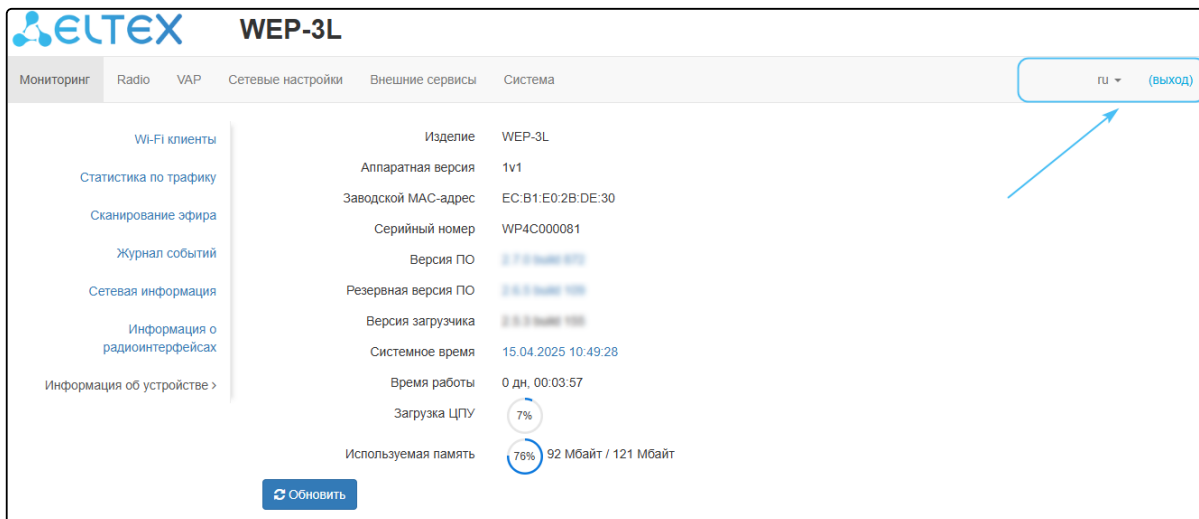 ELTEX WEP-3L
Мониторинг Radio VAP Сетевые настройки Внешние сервисы Система ru (выход)
Wi-Fi клиенты
Статистика по трафику
Сканирование эфира
Журнал событий
Сетевая информация
Информация о
радиоинтерфейсах
Информация об устройстве >
Изделие WEP-3L
Аппаратная версия 1v1
Заводской MAC-адрес EC:B1:E0:2B:DE:30
Серийный номер WP4C000081
Версия ПО
Резервная версия ПО
Версия загрузчика
Системное время 15.04.2025 10:49:28
Время работы 0 дн, 00:03:57
Загрузка ЦПУ 7%
Используемая память 76% 92 Мбайт / 121 Мбайт
Обновить